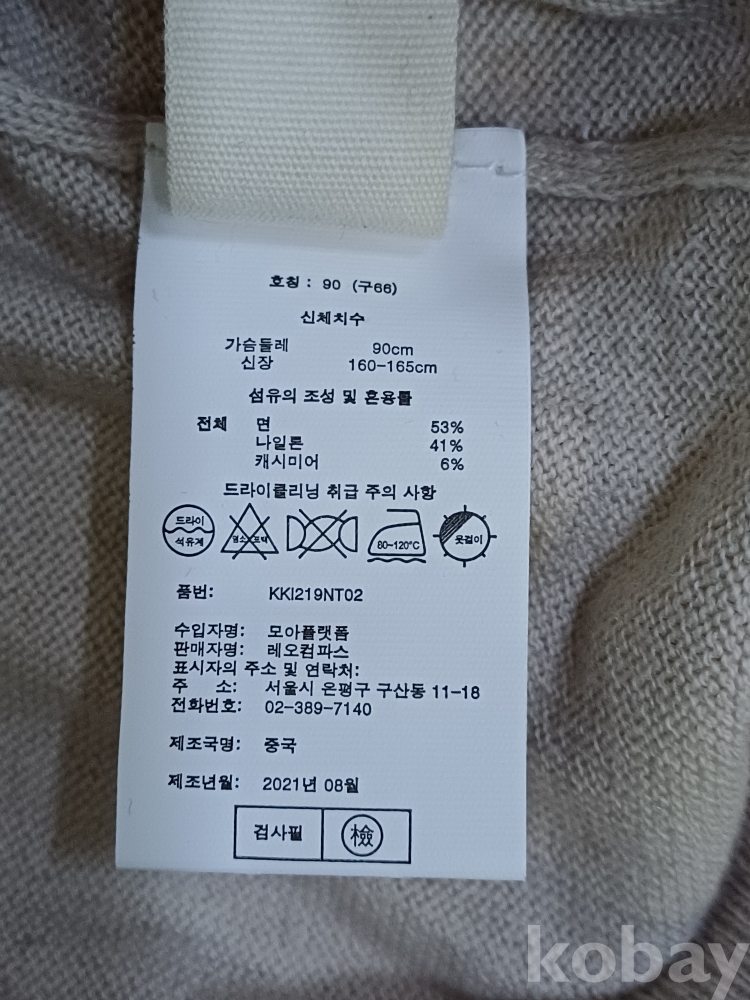 호칭 : 90 (구66)
신체치수
가슴둘레 90cm
신장 160-165cm
섬유의 조성 및 혼용률
전체 면 53%
나일론 41%
캐시미어 6%
드라이클리닝 취급 주의 사항
드라이
석유계
염소표백
80~120℃
옷걸이
품번: KKI219NT02
수입자명: 모아플랫폼
판매자명: 레오컴파스
표시자의 주소 및 연락처:
주 소: 서울시 은평구 구산동 11-18
전화번호: 02-389-7140
제조국명: 중국
제조년월: 2021년 08월
검사필 檢
kobay